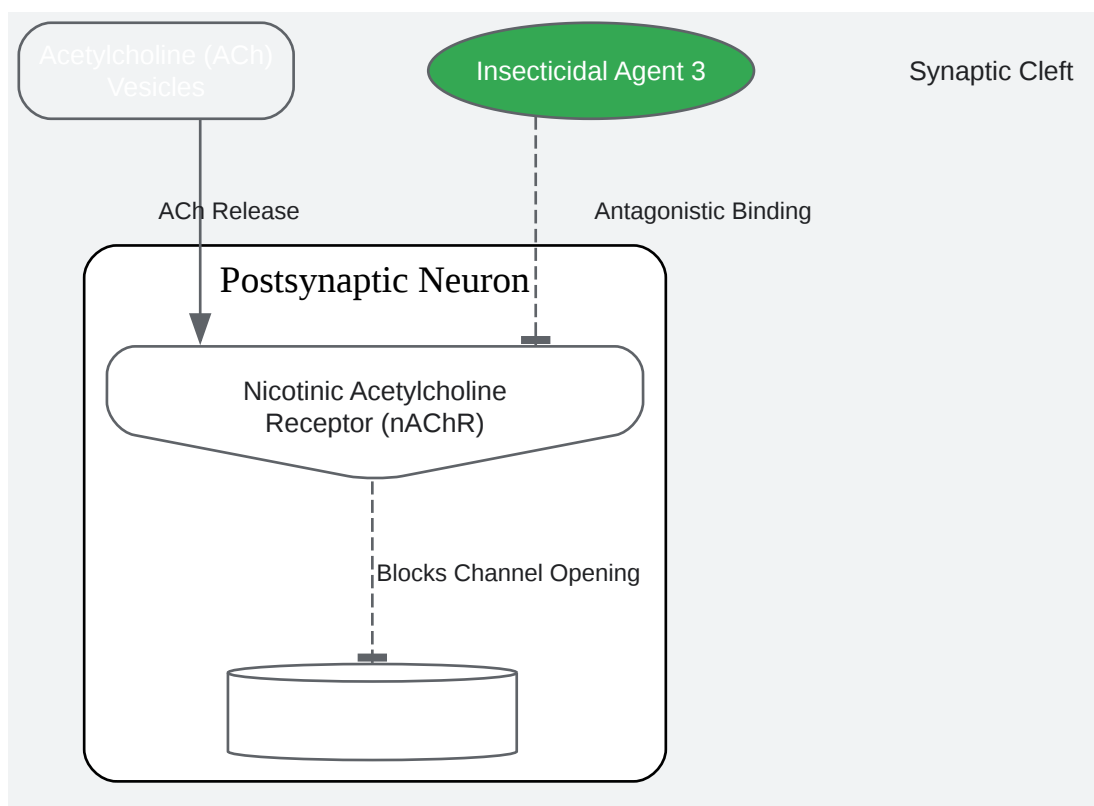 Acetylcholine (ACh)
Vesicles
Insecticidal Agent 3
Synaptic Cleft
ACh Release
Antagonistic Binding
Postsynaptic Neuron
Nicotinic Acetylcholine
Receptor (nAChR)
Blocks Channel Opening